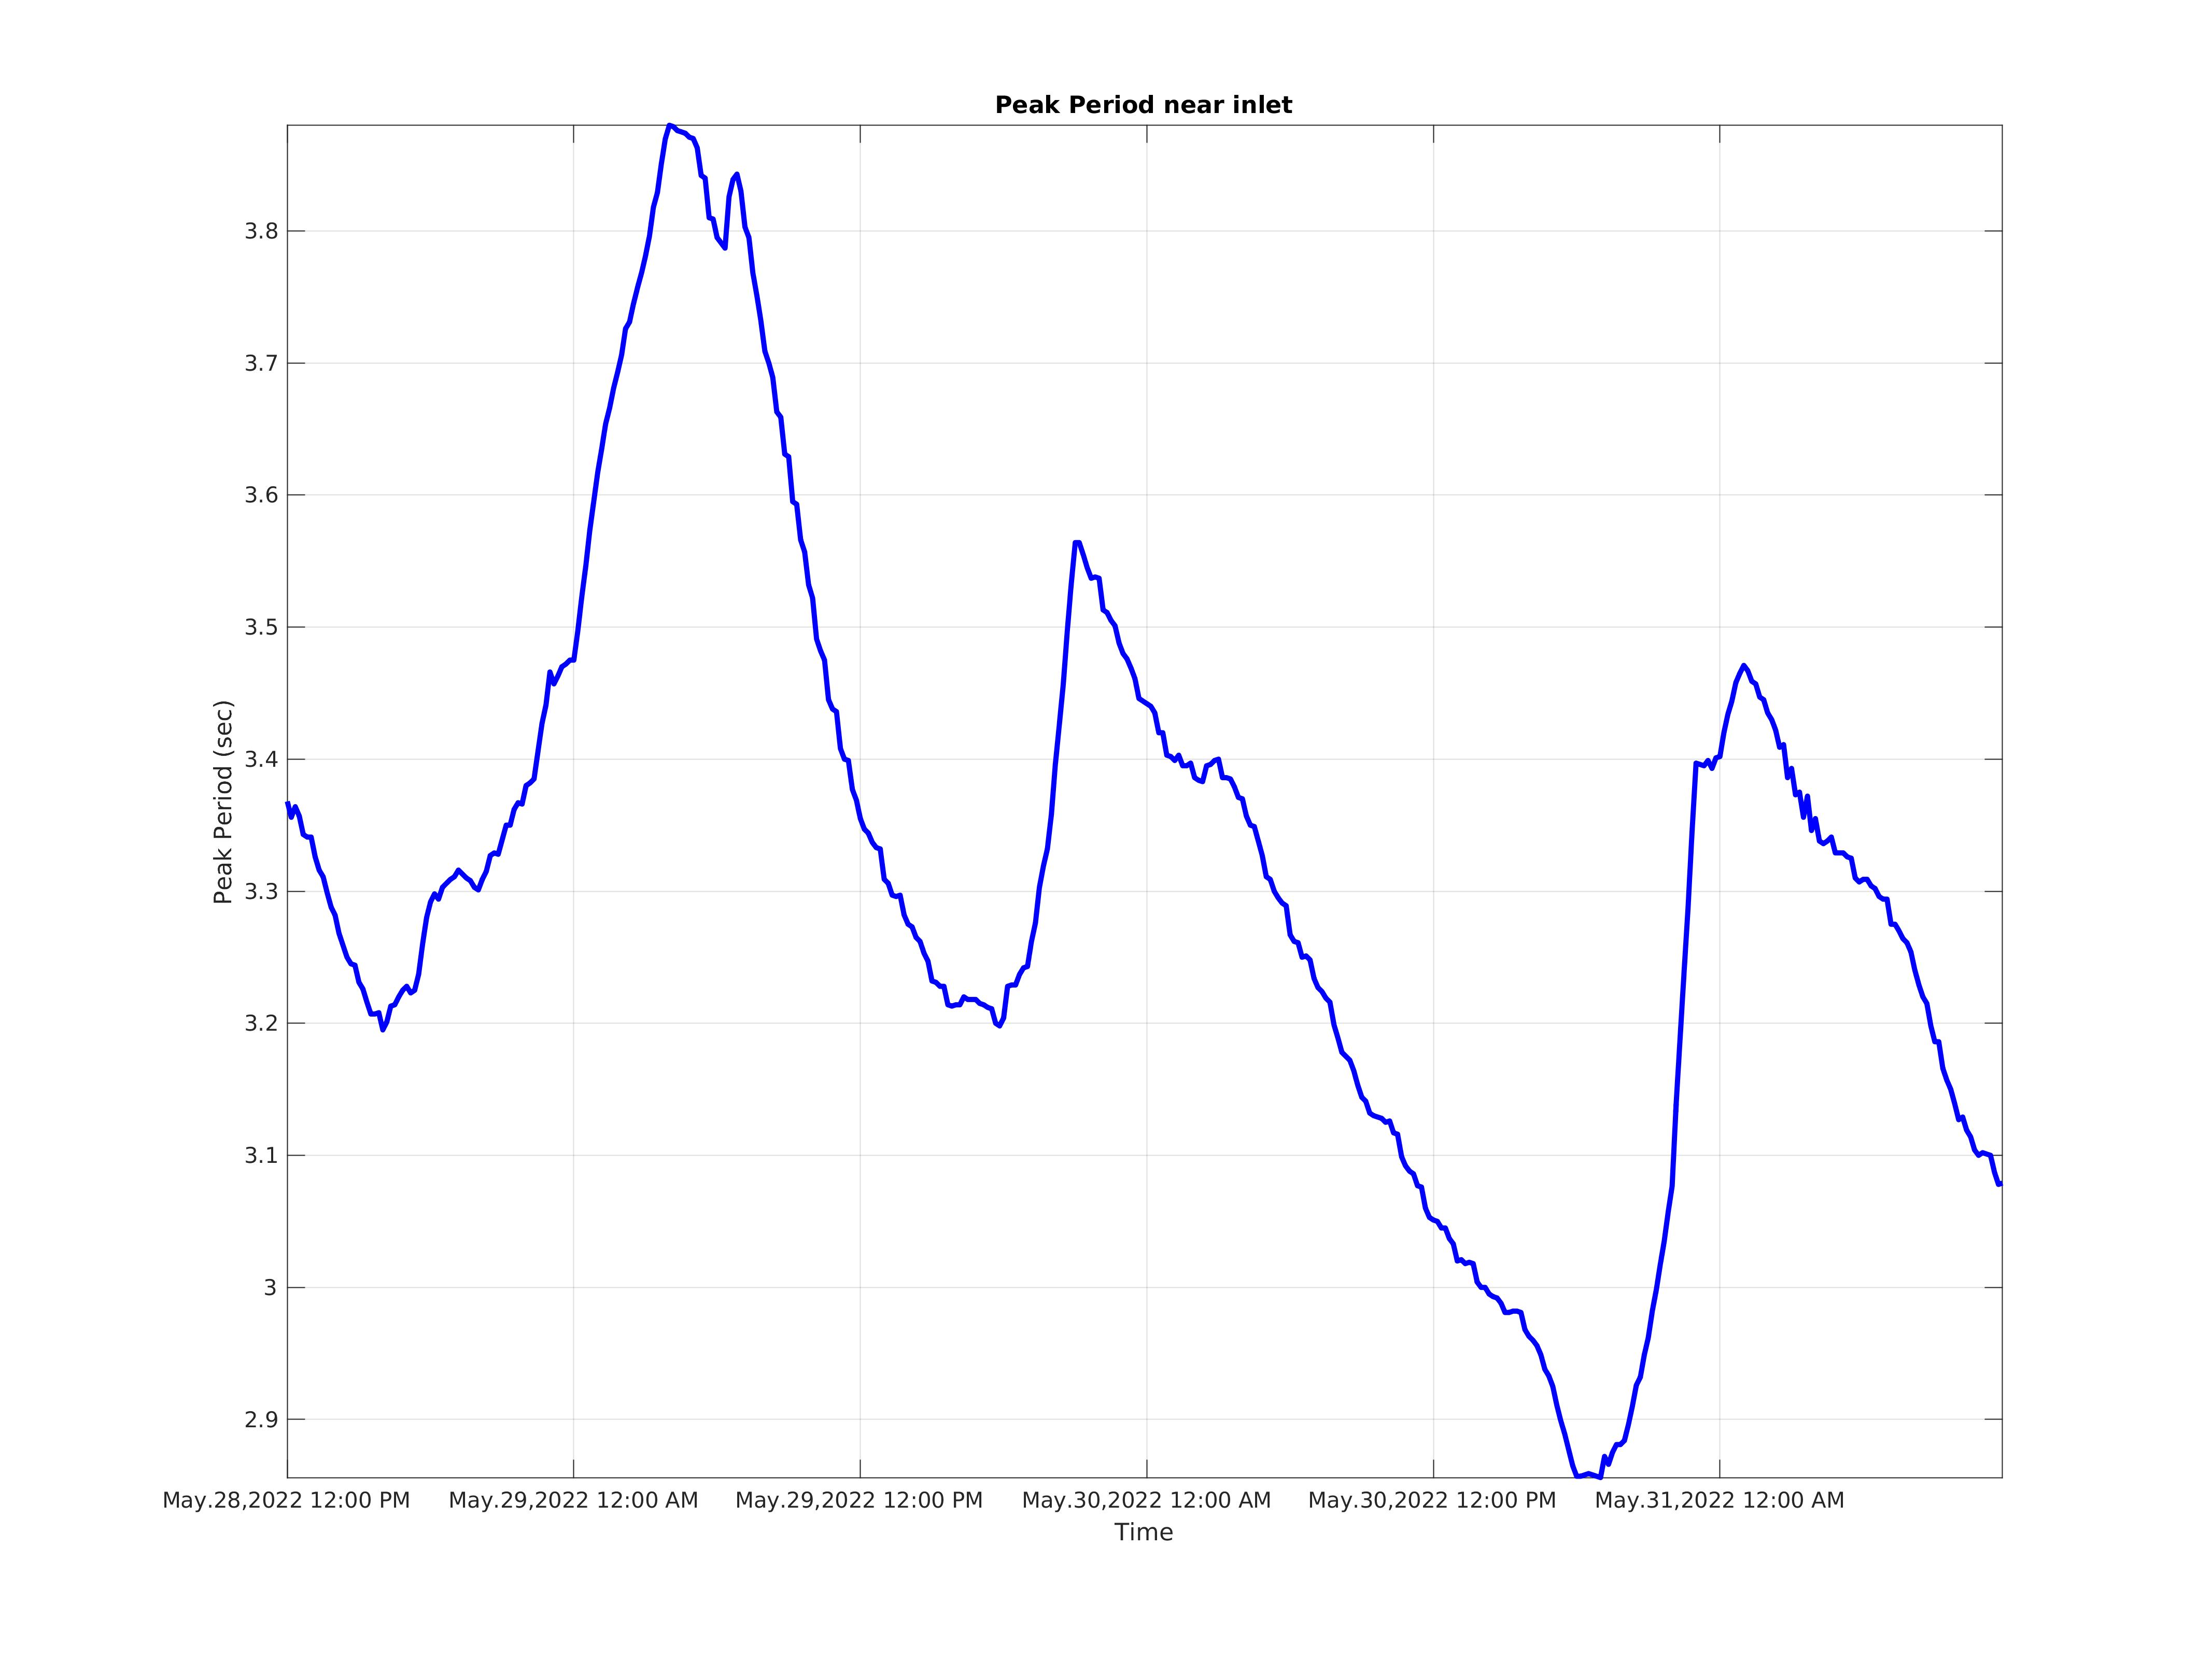 Peak Period near inlet
3.8
3.7
3.6
3.5
3.4
3.3
3.2
3.1
3
2.9
Peak Period (sec)
May.28,2022 12:00 PM May.29,2022 12:00 AM May.29,2022 12:00 PM May.30,2022 12:00 AM May.30,2022 12:00 PM May.31,2022 12:00 AM
Time